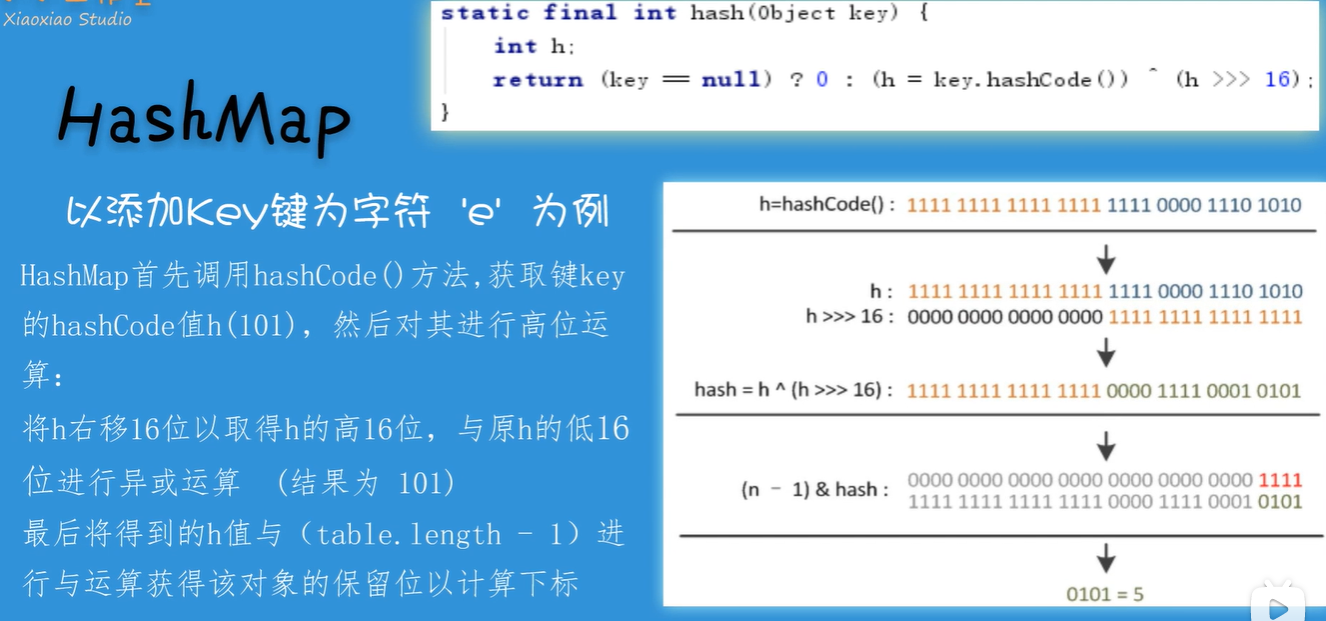 Xiaoxiao Studio
static final int hash(Object key) {
int h;
return (key == null) ? 0 : (h = key.hashCode()) ^ (h >>> 16);
}
HashMap
以添加Key键为字符 'e' 为例
HashMap首先调用hashCode()方法,获取键key
的hashCode值h(101)，然后对其进行高位运
算：
将h右移16位以取得h的高16位，与原h的低16
位进行异或运算 (结果为 101)
最后将得到的h值与（table.length - 1）进
行与运算获得该对象的保留位以计算下标
h=hashCode() : 1111 1111 1111 1111 1111 0000 1110 1010
h : 1111 1111 1111 1111 1111 0000 1110 1010
h >>> 16 : 0000 0000 0000 0000 1111 1111 1111 1111
hash = h ^ (h >>> 16) : 1111 1111 1111 1111 0000 1111 0001 0101
(n - 1) & hash : 0000 0000 0000 0000 0000 0000 0000 1111
1111 1111 1111 1111 0000 1111 0001 0101
0101 = 5